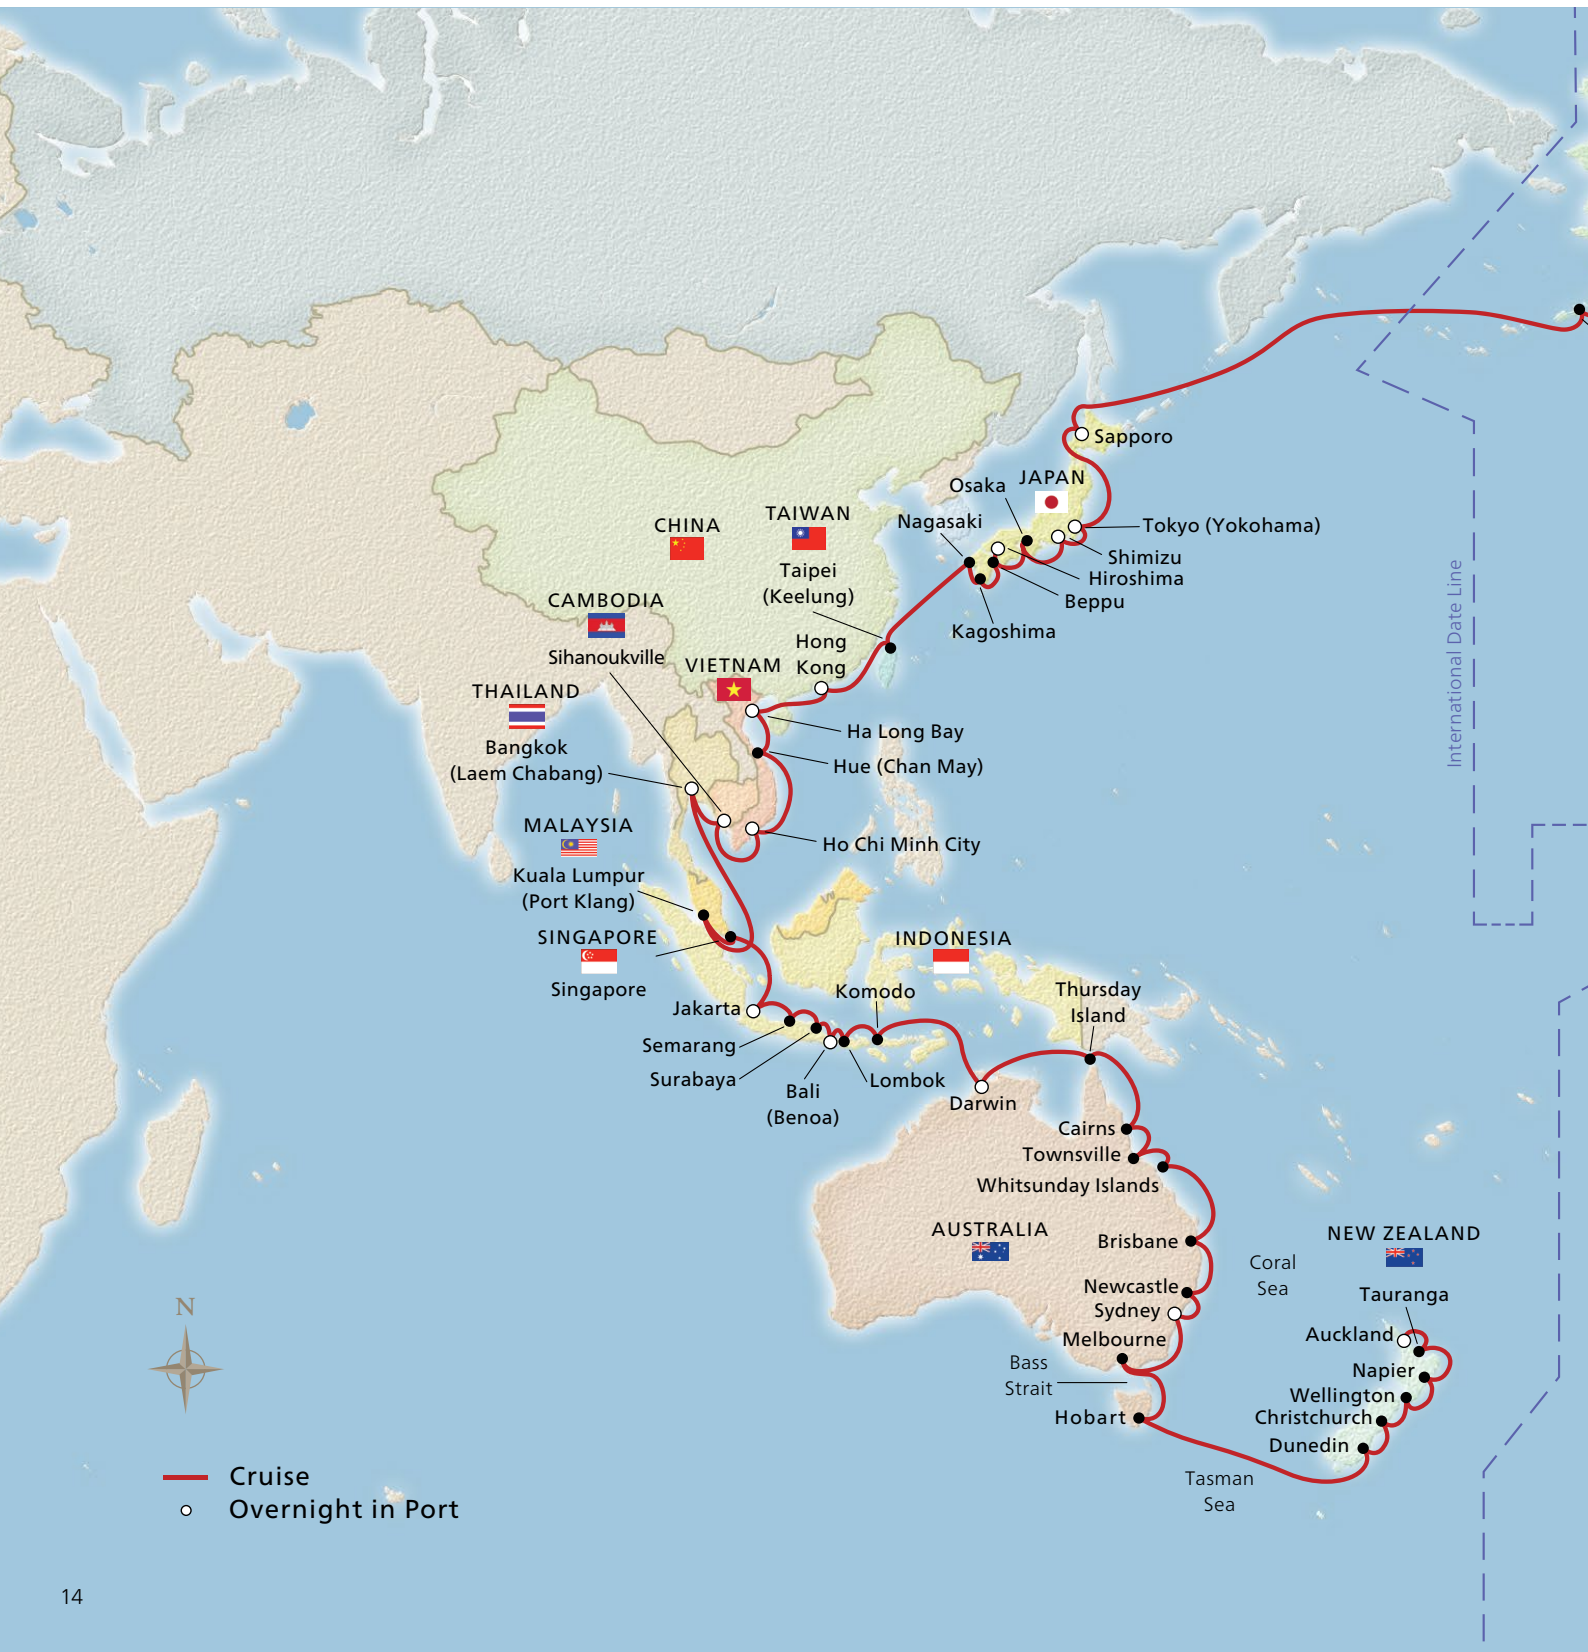 Sapporo
JAPAN
Osaka
Nagasaki
Tokyo (Yokohama)
Shimizu
Hiroshima
Beppu
Kagoshima
CHINA
TAIWAN
Taipei
(Keelung)
Hong
Kong
CAMBODIA
Sihanoukville
VIETNAM
THAILAND
Bangkok
(Laem Chabang)
Ha Long Bay
Hue (Chan May)
Ho Chi Minh City
MALAYSIA
Kuala Lumpur
(Port Klang)
SINGAPORE
Singapore
INDONESIA
Komodo
Jakarta
Semarang
Surabaya
Bali
(Benoa)
Lombok
Darwin
Thursday
Island
Cairns
Townsville
Whitsunday Islands
AUSTRALIA
Brisbane
Newcastle
Sydney
Melbourne
Bass
Strait
Hobart
Coral
Sea
Tasman
Sea
NEW ZEALAND
Tauranga
Auckland
Napier
Wellington
Christchurch
Dunedin
International Date Line
N
Cruise
Overnight in Port
14